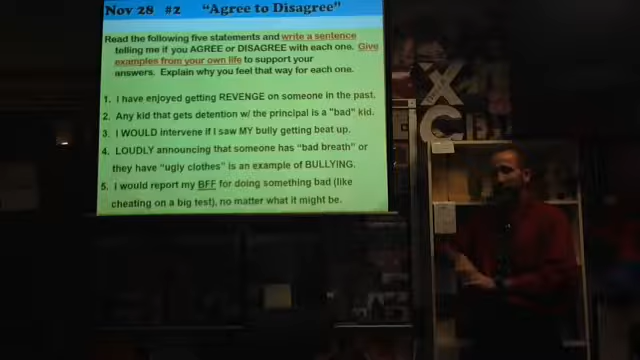 Nov 28 #2 “Agree to Disagree”
Read the following five statements and write a sentence
telling me if you AGREE or DISAGREE with each one. Give
examples from your own life to support your
answers. Explain why you feel that way for each one.
1. I have enjoyed getting REVENGE on someone in the past.
2. Any kid that gets detention w/ the principal is a "bad" kid.
3. I WOULD intervene if I saw MY bully getting beat up.
4. LOUDLY announcing that someone has “bad breath” or
they have “ugly clothes” is an example of BULLYING.
5. I would report my BFF for doing something bad (like
cheating on a big test), no matter what it might be.
X
C